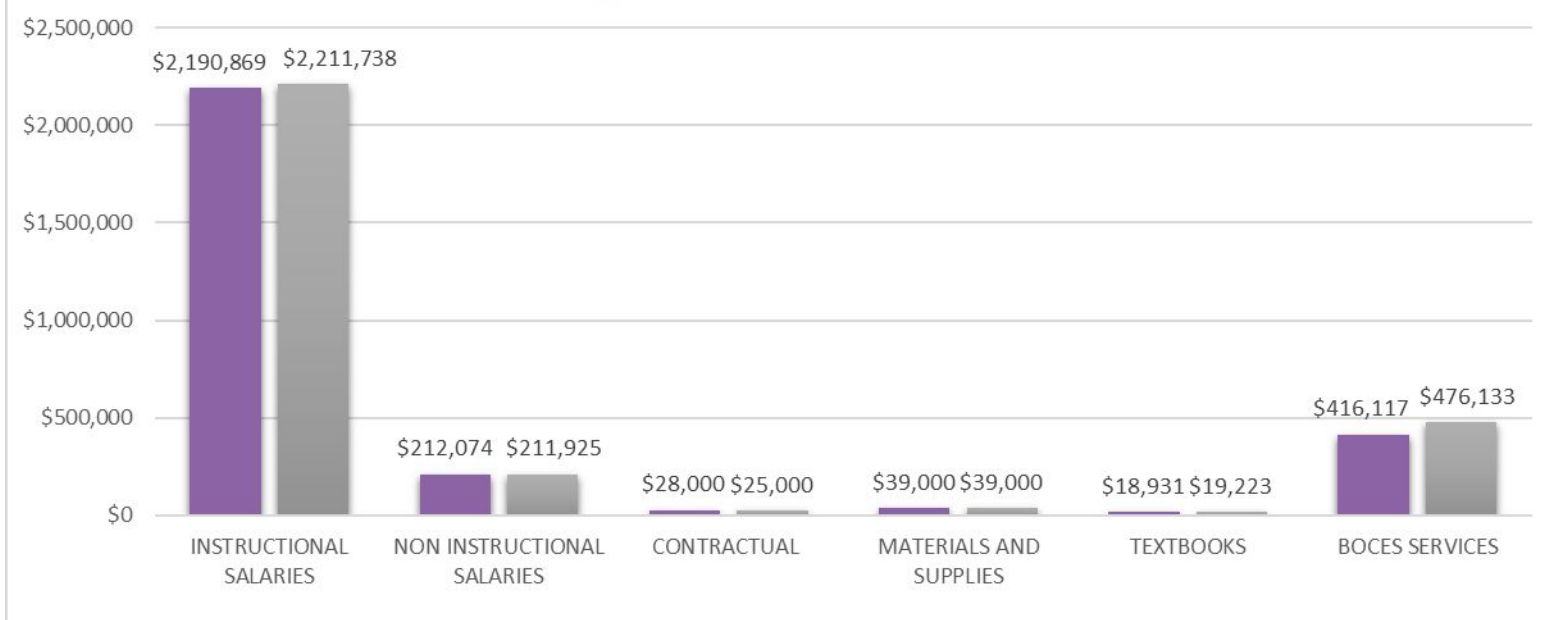 $2,500,000
$2,000,000
$1,500,000
$1,000,000
$500,000
$0
$2,190,869 $2,211,738
$212,074 $211,925
$28,000 $25,000
$39,000 $39,000
$18,931 $19,223
$416,117 $476,133
INSTRUCTIONAL
SALARIES
NON INSTRUCTIONAL
SALARIES
CONTRACTUAL
MATERIALS AND
SUPPLIES
TEXTBOOKS
BOCES SERVICES